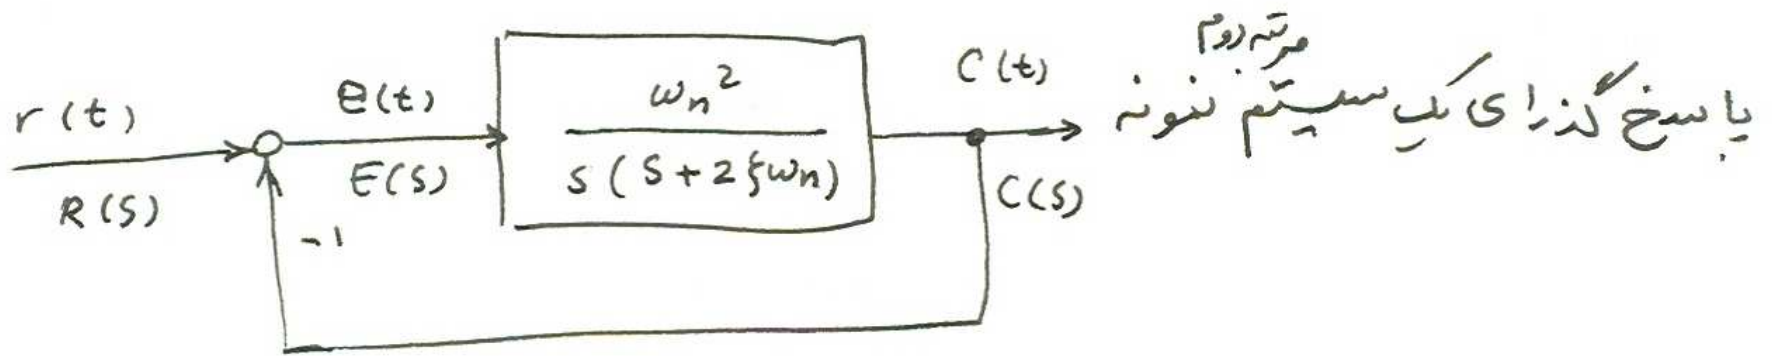 پاسخ گذرای یک سیستم نمونه
مرتبه دوم
r(t)
R(S)
e(t)
E(S)
ωn²
s(S+2ξωn)
C(t)
C(S)
-1